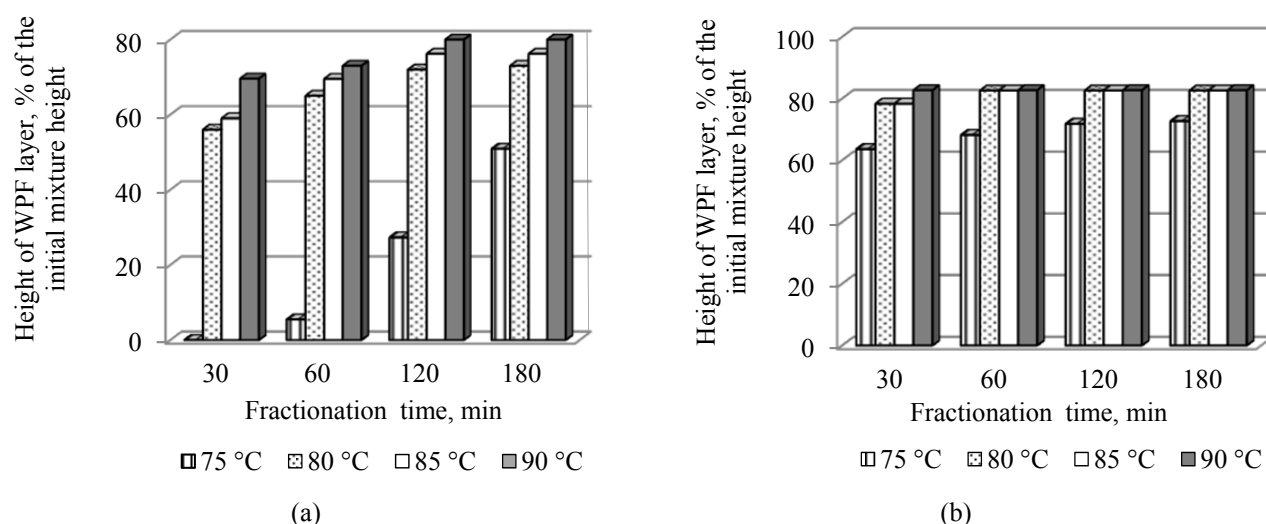 Height of WPF layer, % of the
initial mixture height
80
60
40
20
0
30 60 120 180
Fractionation time, min
75 °C 80 °C 85 °C 90 °C
(a)
Height of WPF layer, % of the
initial mixture height
100
80
60
40
20
0
30 60 120 180
Fractionation time, min
75 °C 80 °C 85 °C 90 °C
(b)